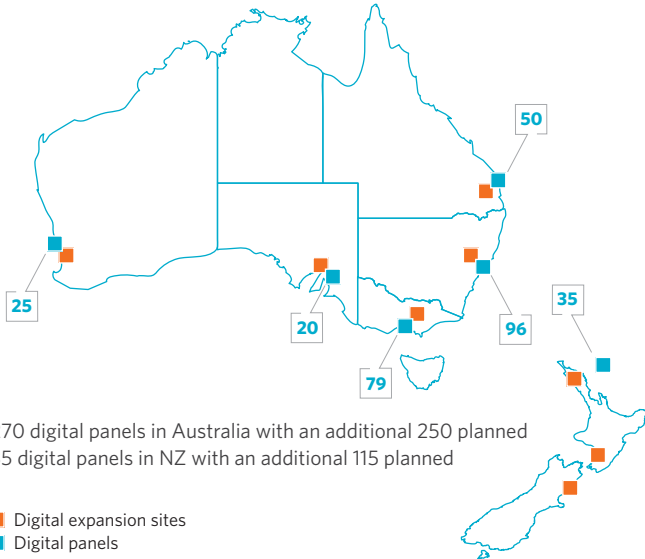 50
25
20
79
96
35
70 digital panels in Australia with an additional 250 planned
5 digital panels in NZ with an additional 115 planned
Digital expansion sites
Digital panels